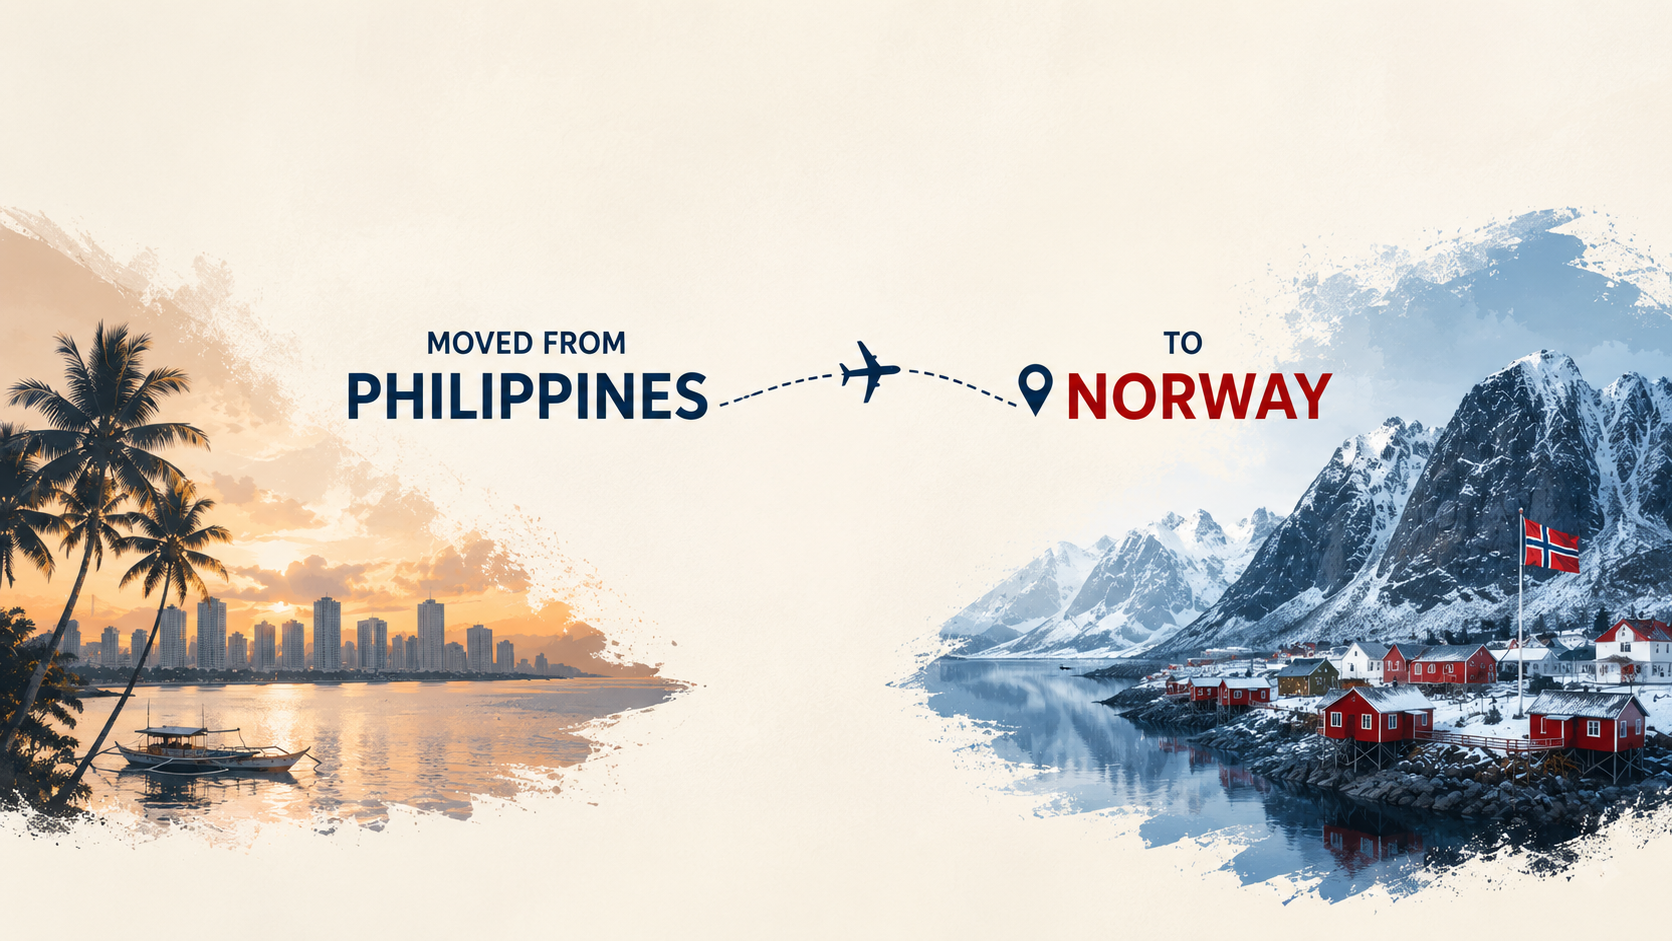 MOVED FROM
PHILIPPINES
TO
NORWAY